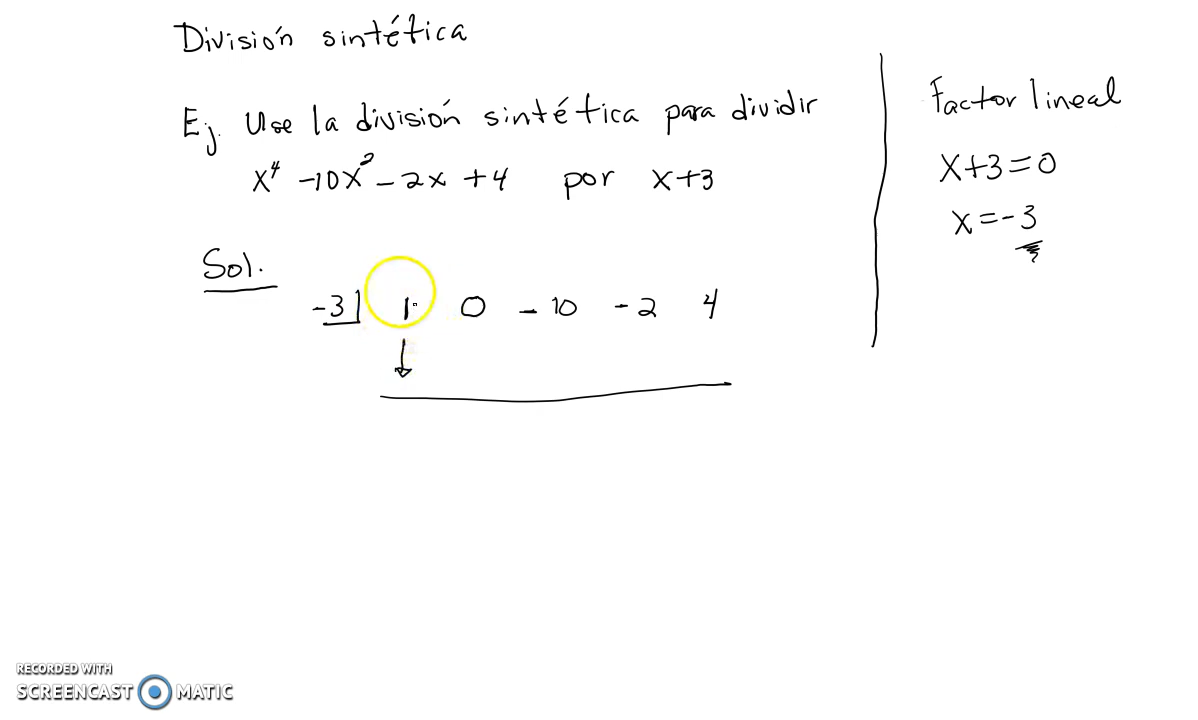 División sintética
Ej. Use la división sintética para dividir
x⁴ -10x² - 2x + 4 por x+3
Sol.
-3| 1 0 - 10 - 2 4
Factor lineal
x+3=0
x=-3
RECORDED WITH
SCREENCAST MATIC